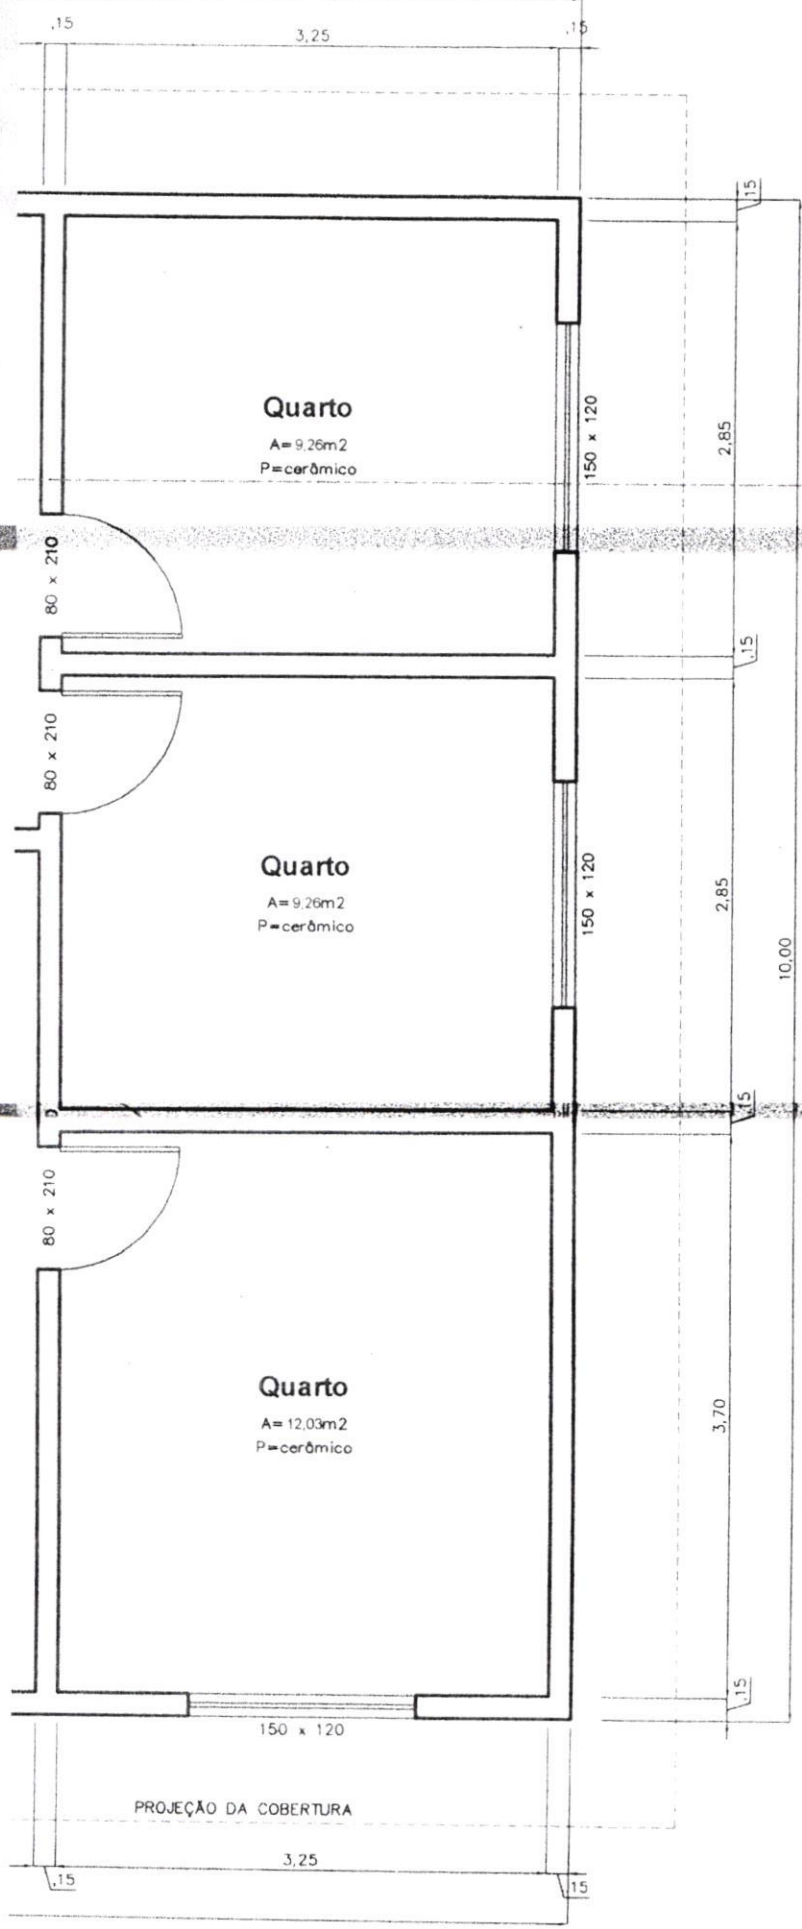 ,15
3,25
,15
,15
Quarto
A= 9,26m2
P=cerâmico
150 x 120
2,85
80 x 210
,15
80 x 210
Quarto
A= 9,26m2
P=cerâmico
150 x 120
2,85
10,00
,15
80 x 210
Quarto
A= 12,03m2
P=cerâmico
3,70
,15
150 x 120
PROJEÇÃO DA COBERTURA
3,25
,15
,15